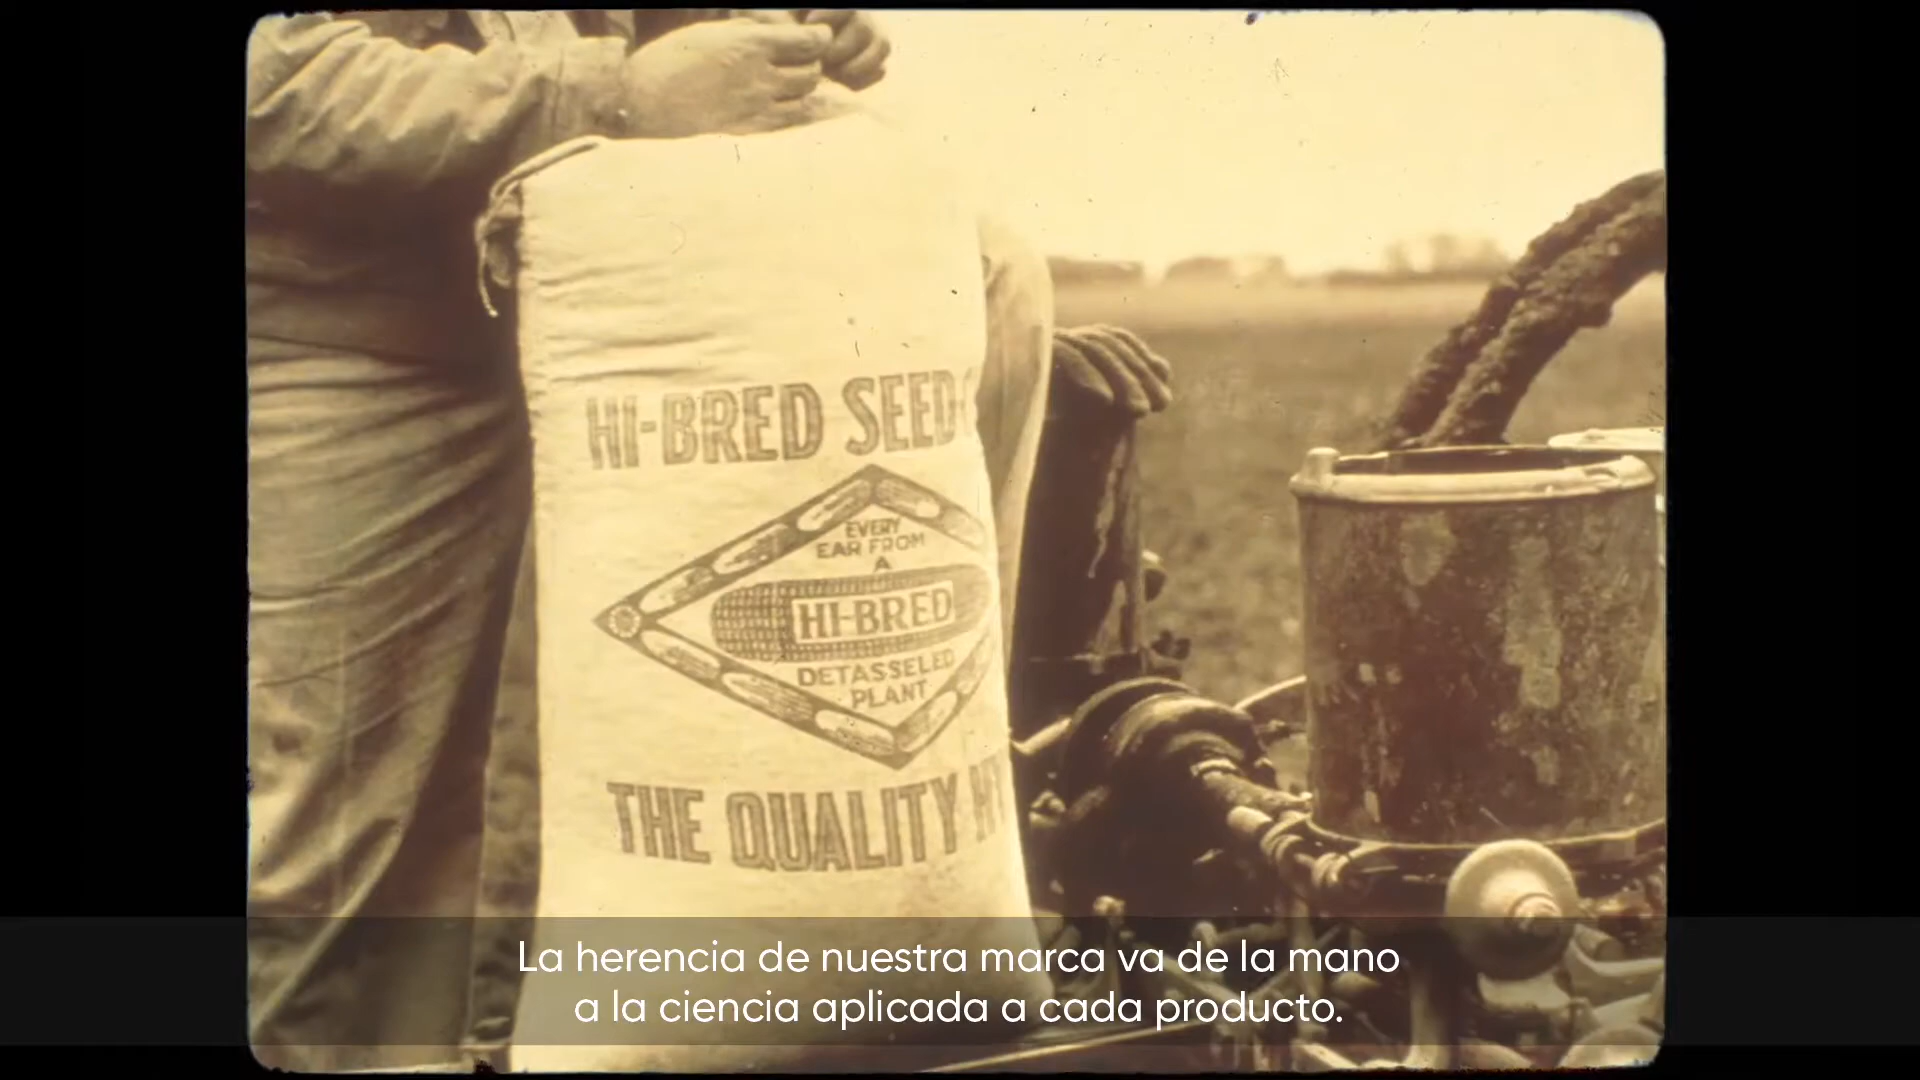 HI-BRED SEED
EVERY
EAR FROM
A
HI-BRED
DETASSELED
PLANT
THE QUALITY
La herencia de nuestra marca va de la mano
a la ciencia aplicada a cada producto.